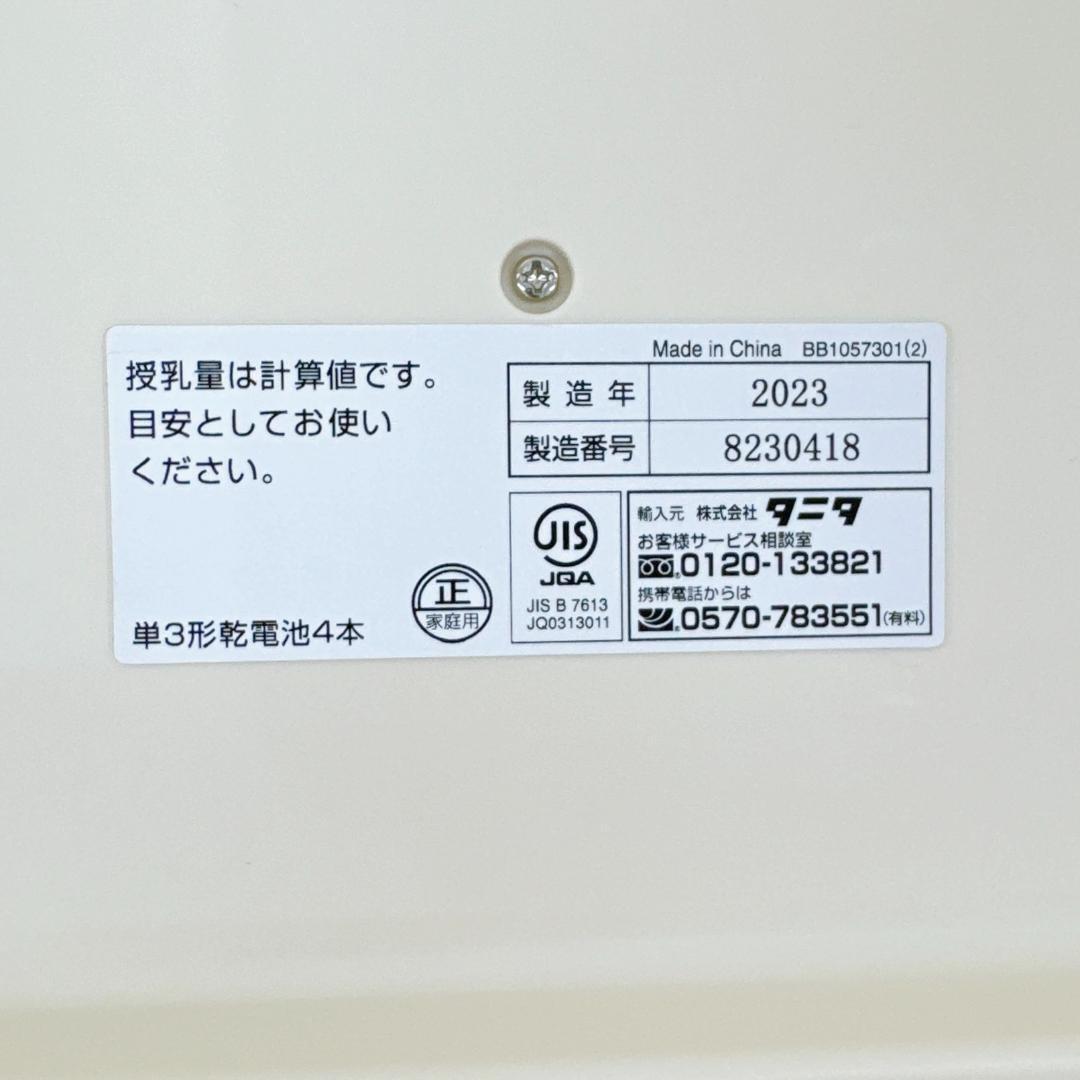 授乳量は計算値です。
目安としてお使い
ください。
単3形乾電池4本
正
家庭用
Made in China BB1057301(2)
製造年 2023
製造番号 8230418
JIS
JQA
JIS B 7613
JQ0313011
輸入元 株式会社 タニタ
お客様サービス相談室
0120-133821
携帯電話からは
0570-783551(有料)